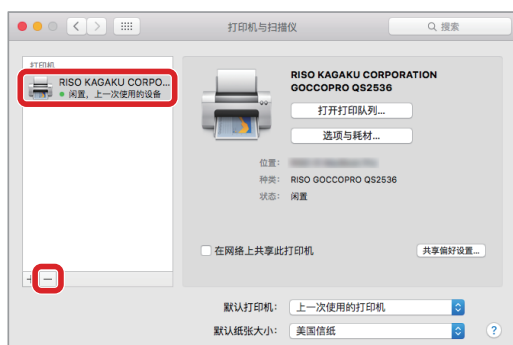 打印机与扫描仪
搜索
打印机
RISO KAGAKU CORPO...
闲置，上一次使用的设备
RISO KAGAKU CORPORATION
GOCCOPRO QS2536
打开打印队列...
选项与耗材...
位置：
种类： RISO GOCCOPRO QS2536
状态： 闲置
在网络上共享此打印机
共享偏好设置...
+ −
默认打印机： 上一次使用的打印机
默认纸张大小： 美国信纸
?